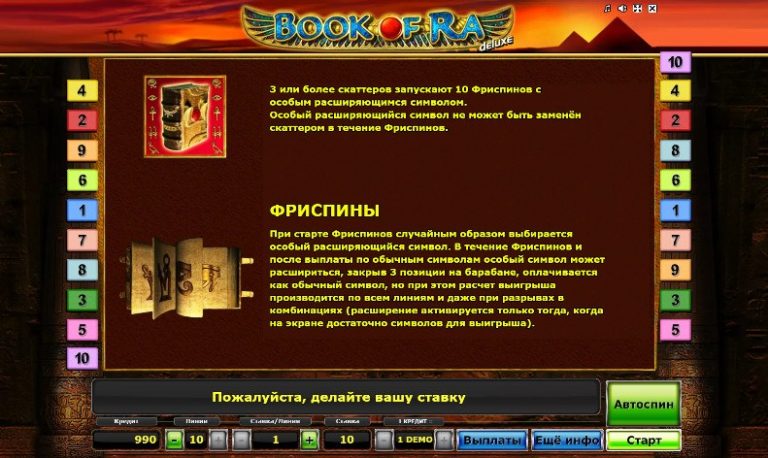 BOOK OF RA
deluxe
10
4
4
3 или более скаттеров запускают 10 Фриспинов с
особым расширяющимся символом.
2
2
Особый расширяющийся символ не может быть заменён
скаттером в течение Фриспинов.
9
8
6
6
1
ФРИСПИНЫ
1
7
При старте Фриспинов случайным образом выбирается
7
особый расширяющийся символ. В течение Фриспинов и
после выплаты по обычным символам особый символ может
8
расшириться, закрыв 3 позиции на барабане, оплачивается
9
как обычный символ, но при этом расчет выигрыша
3
производится по всем линиям и даже при разрывах в
3
комбинациях (расширение активируется только тогда, когда
5
на экране достаточно символов для выигрыша).
5
10
Пожалуйста, делайте вашу ставку
Автоспин
Кредит Линии Ставка/Линии Ставка 1 КРЕДИТ :
990 - 10 + - 1 + 10 - 1 DEMO + Выплаты Ещё инфо Старт